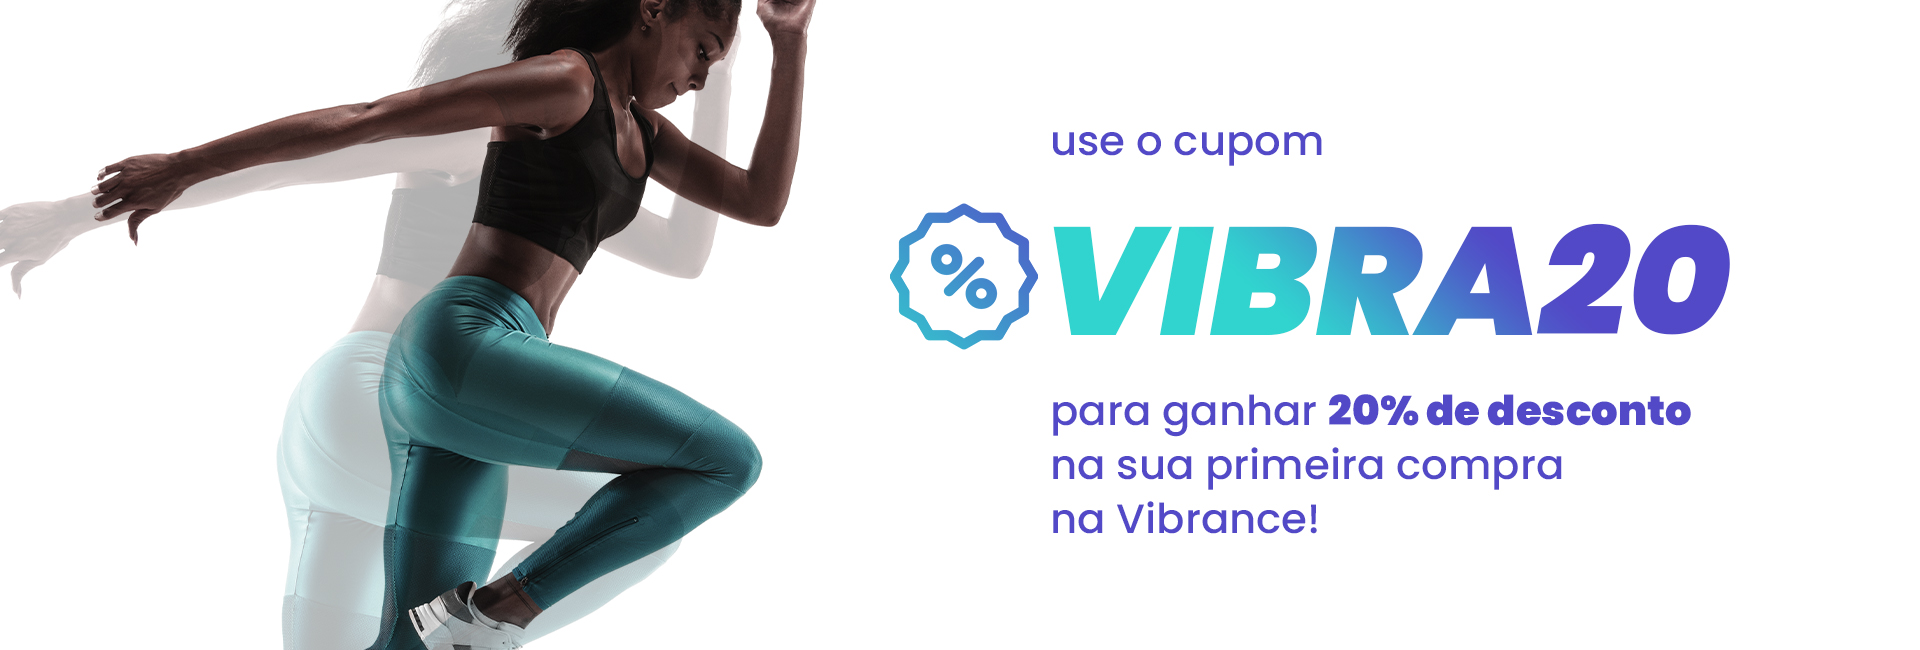 use o cupom
%
VIBRA20
para ganhar 20% de desconto
na sua primeira compra
na Vibrance!